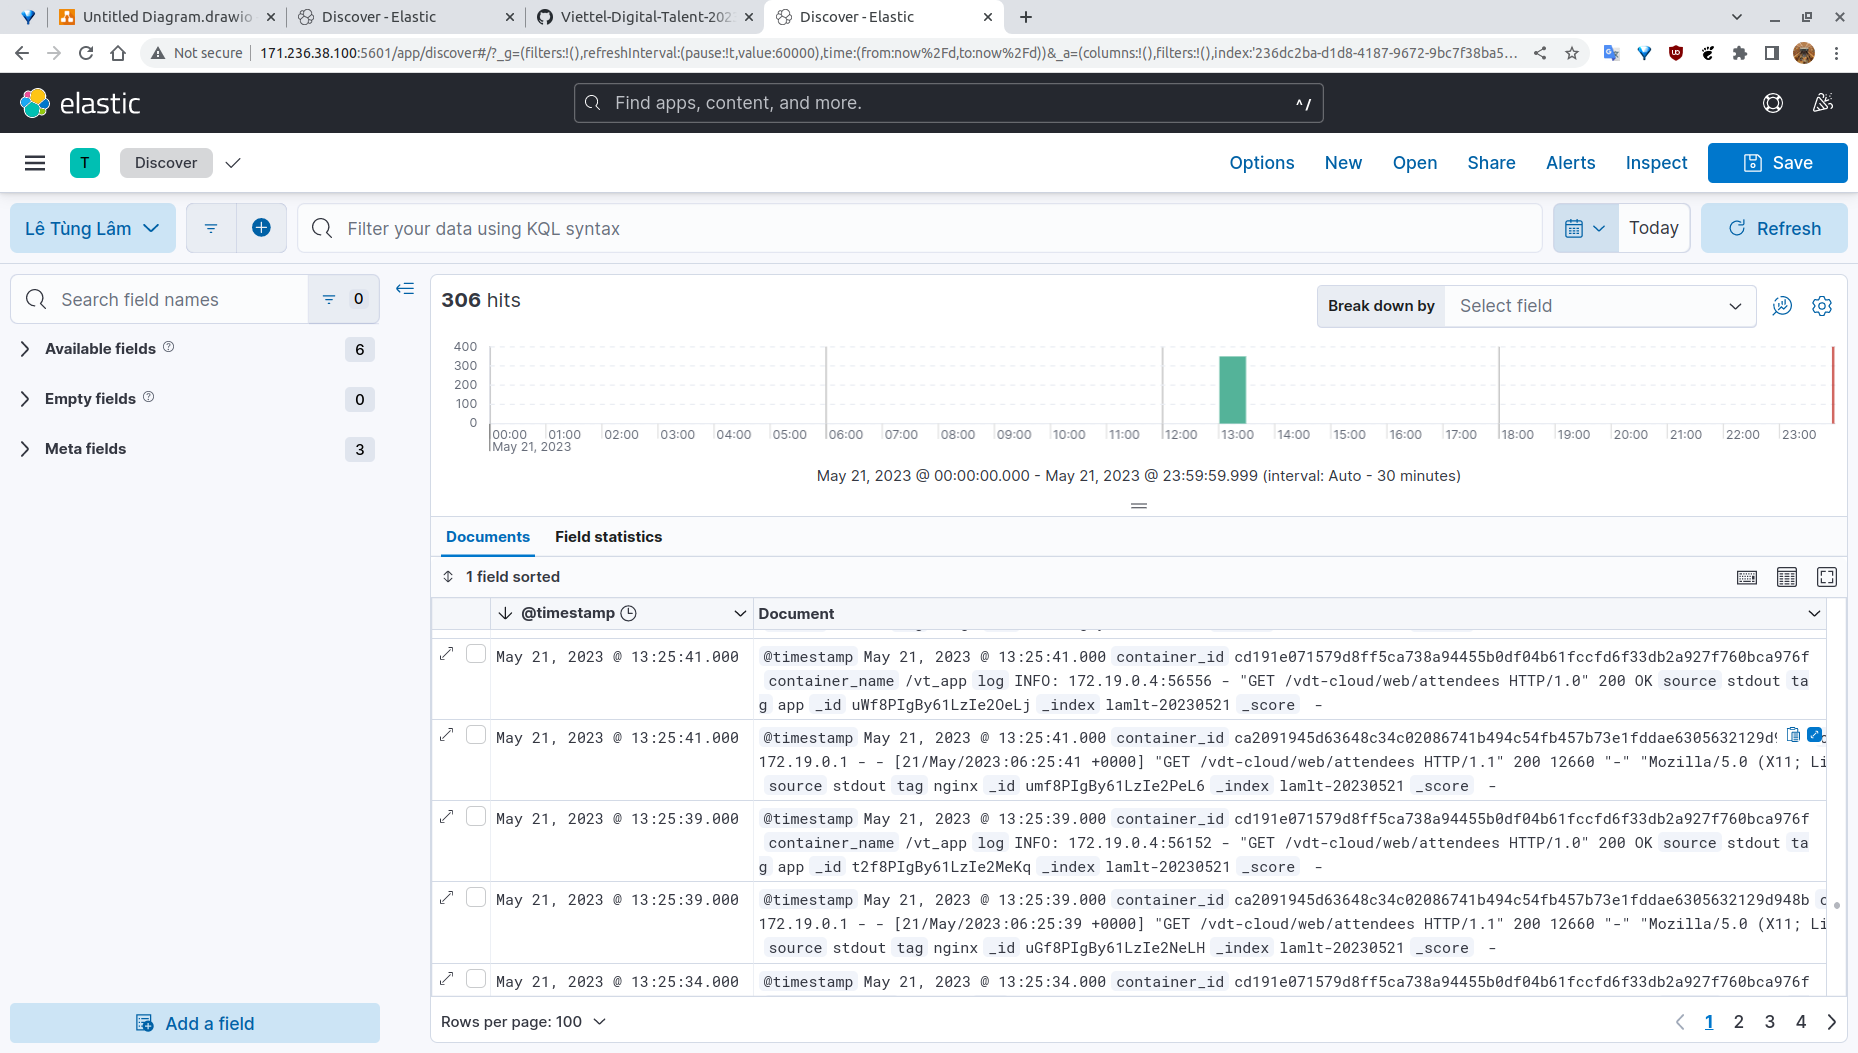 Untitled Diagram.drawio
Discover - Elastic
Viettel-Digital-Talent-202
Discover - Elastic
Not secure
171.236.38.100:5601/app/discover#/?_g=(filters:!(),refreshInterval:(pause:!t,value:60000),time:(from:now%2Fd,to:now%2Fd))&_a=(columns:!(),filters:!(),index:'236dc2ba-d1d8-4187-9672-9bc7f38ba5...
elastic
Find apps, content, and more.
^/
T
Discover
Options
New
Open
Share
Alerts
Inspect
Save
Lê Tùng Lâm
Filter your data using KQL syntax
Today
Refresh
Search field names
0
Available fields
6
Empty fields
0
Meta fields
3
Add a field
306 hits
Break down by
Select field
400
300
200
100
0
00:00 01:00 02:00 03:00 04:00 05:00 06:00 07:00 08:00 09:00 10:00 11:00 12:00 13:00 14:00 15:00 16:00 17:00 18:00 19:00 20:00 21:00 22:00 23:00
May 21, 2023
May 21, 2023 @ 00:00:00.000 - May 21, 2023 @ 23:59:59.999 (interval: Auto - 30 minutes)
Documents
Field statistics
1 field sorted
@timestamp
Document
May 21, 2023 @ 13:25:41.000
@timestamp May 21, 2023 @ 13:25:41.000 container_id cd191e071579d8ff5ca738a94455b0df04b61fccfd6f33db2a927f760bca976f
container_name /vt_app log INFO: 172.19.0.4:56556 - "GET /vdt-cloud/web/attendees HTTP/1.0" 200 OK source stdout ta
g app _id uWf8PIgBy61LzIe2OeLj _index lamlt-20230521 _score -
May 21, 2023 @ 13:25:41.000
@timestamp May 21, 2023 @ 13:25:41.000 container_id ca2091945d63648c34c02086741b494c54fb457b73e1fddae6305632129d9
172.19.0.1 - - [21/May/2023:06:25:41 +0000] "GET /vdt-cloud/web/attendees HTTP/1.1" 200 12660 "-" "Mozilla/5.0 (X11; Li
source stdout tag nginx _id umf8PIgBy61LzIe2PeL6 _index lamlt-20230521 _score -
May 21, 2023 @ 13:25:39.000
@timestamp May 21, 2023 @ 13:25:39.000 container_id cd191e071579d8ff5ca738a94455b0df04b61fccfd6f33db2a927f760bca976f
container_name /vt_app log INFO: 172.19.0.4:56152 - "GET /vdt-cloud/web/attendees HTTP/1.0" 200 OK source stdout ta
g app _id t2f8PIgBy61LzIe2MeKq _index lamlt-20230521 _score -
May 21, 2023 @ 13:25:39.000
@timestamp May 21, 2023 @ 13:25:39.000 container_id ca2091945d63648c34c02086741b494c54fb457b73e1fddae6305632129d948b c
172.19.0.1 - - [21/May/2023:06:25:39 +0000] "GET /vdt-cloud/web/attendees HTTP/1.1" 200 12660 "-" "Mozilla/5.0 (X11; Li
source stdout tag nginx _id uGf8PIgBy61LzIe2NeLH _index lamlt-20230521 _score -
May 21, 2023 @ 13:25:34.000
@timestamp May 21, 2023 @ 13:25:34.000 container_id cd191e071579d8ff5ca738a94455b0df04b61fccfd6f33db2a927f760bca976f
Rows per page: 100
1 2 3 4